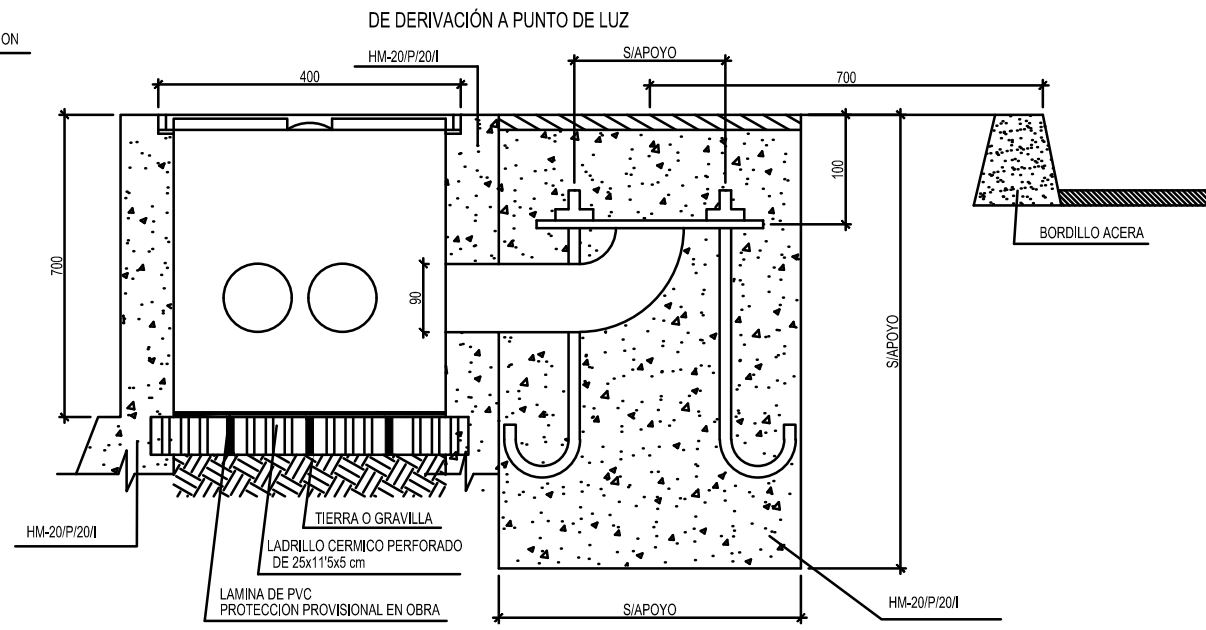 DE DERIVACIÓN A PUNTO DE LUZ
ON
HM-20/P/20/I
S/APOYO
400
700
100
700
90
BORDILLO ACERA
S/APOYO
TIERRA O GRAVILLA
HM-20/P/20/I
LADRILLO CERMICO PERFORADO
DE 25x11'5x5 cm
LAMINA DE PVC
PROTECCION PROVISIONAL EN OBRA
S/APOYO
HM-20/P/20/I